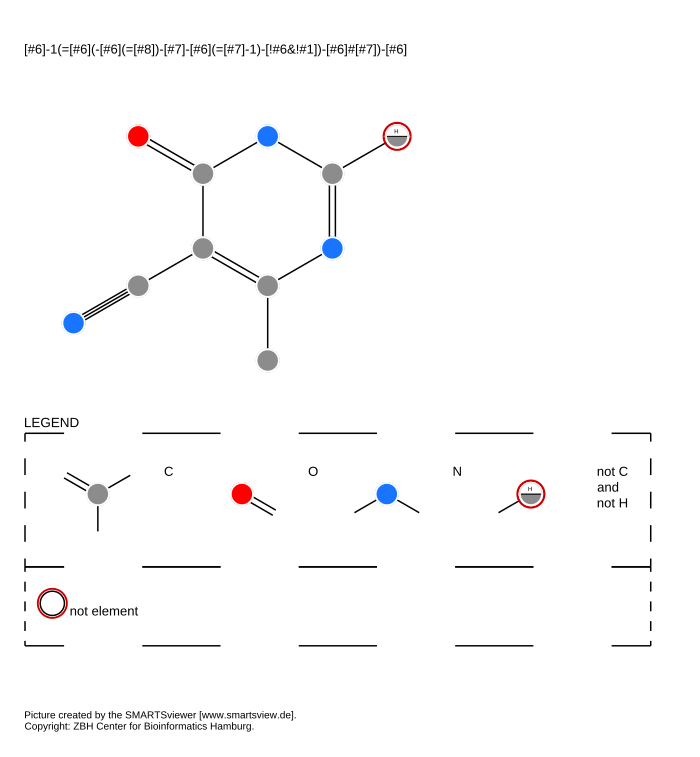 [#6]-1(=[#6](-[#6](=[#8])-[#7]-[#6](=[#7]-1)-[!#6&!#1])-[#6]#[#7])-[#6]
H
LEGEND
C
O
N
H
not C
and
not H
not element
Picture created by the SMARTSviewer [www.smartsview.de].
Copyright: ZBH Center for Bioinformatics Hamburg.